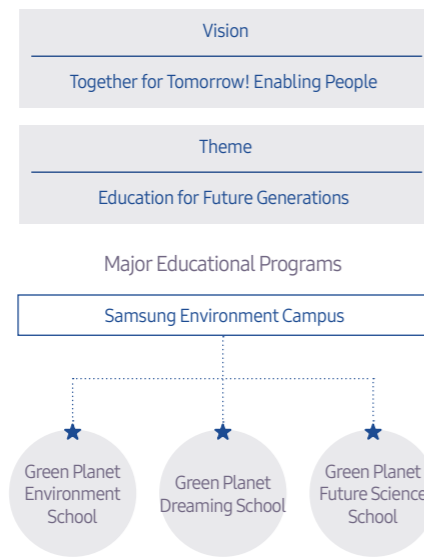 Vision
Together for Tomorrow! Enabling People
Theme
Education for Future Generations
Major Educational Programs
Samsung Environment Campus
Green Planet
Environment
School
Green Planet
Dreaming School
Green Planet
Future Science
School